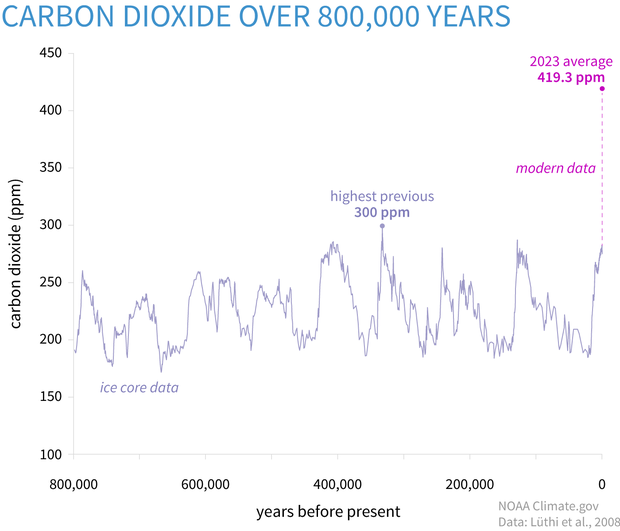 CARBON DIOXIDE OVER 800,000 YEARS
450
400
350
300
250
200
150
100
carbon dioxide (ppm)
2023 average
419.3 ppm
modern data
highest previous
300 ppm
ice core data
800,000
600,000
400,000
200,000
0
years before present
NOAA Climate.gov
Data: Lüthi et al., 2008